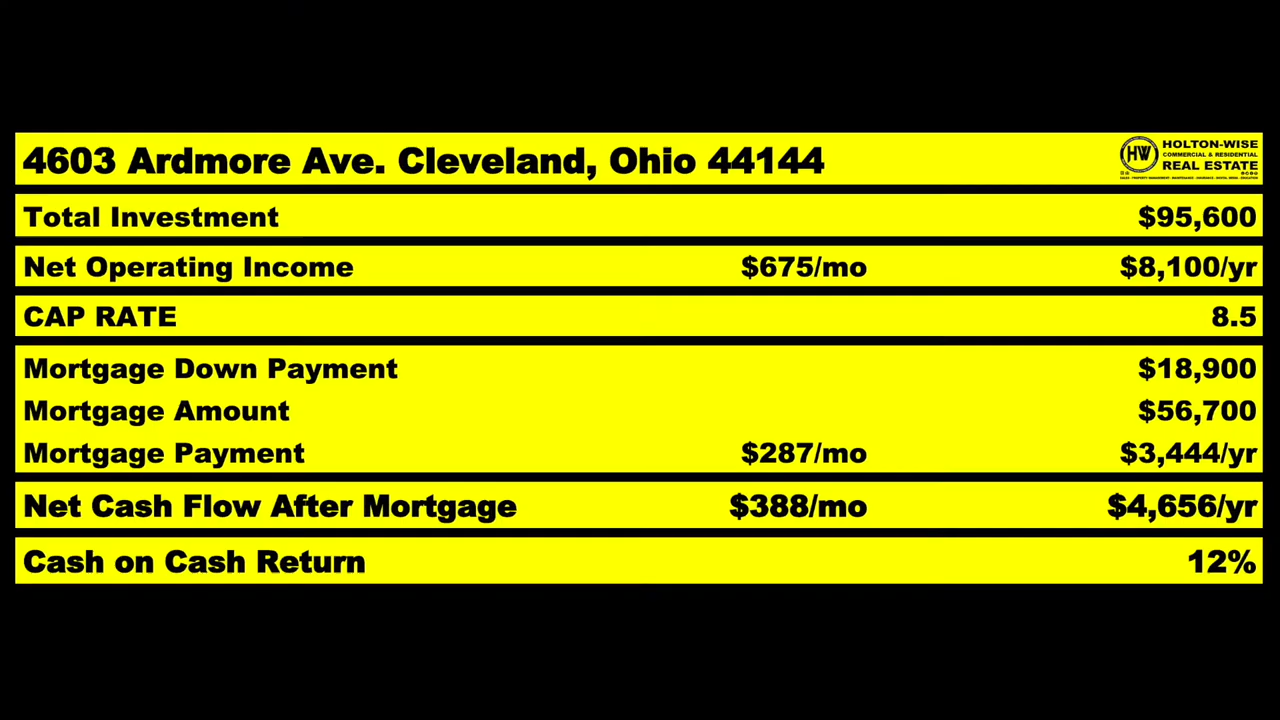 4603 Ardmore Ave. Cleveland, Ohio 44144
HW
HOLTON-WISE
COMMERCIAL & RESIDENTIAL
REAL ESTATE
Total Investment $95,600
Net Operating Income $675/mo $8,100/yr
CAP RATE 8.5
Mortgage Down Payment $18,900
Mortgage Amount $56,700
Mortgage Payment $287/mo $3,444/yr
Net Cash Flow After Mortgage $388/mo $4,656/yr
Cash on Cash Return 12%